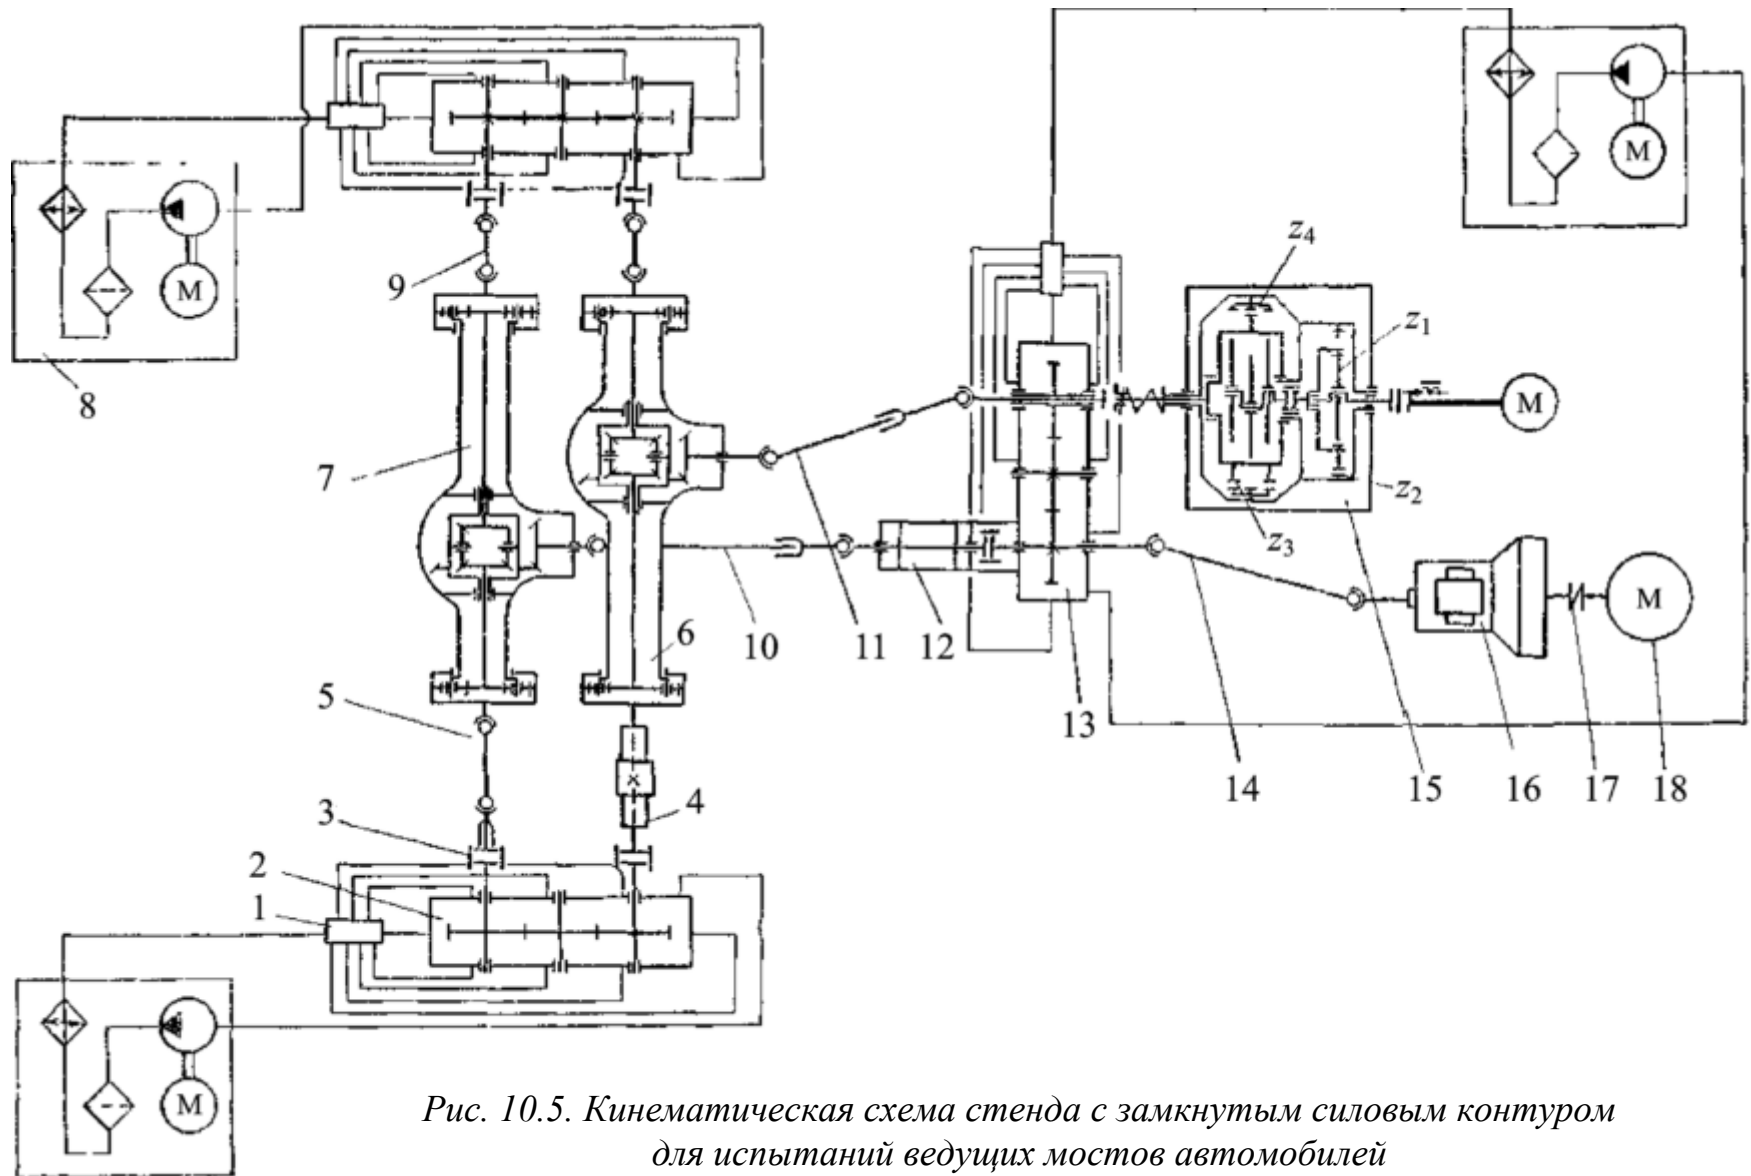 M
z4
M
z1
9
M
8
7
z2
z3
M
6
10
11
12
13
5
14
15
16
17
18
3
4
2
1
M
Рис. 10.5. Кинематическая схема стенда с замкнутым силовым контуром
для испытаний ведущих мостов автомобилей